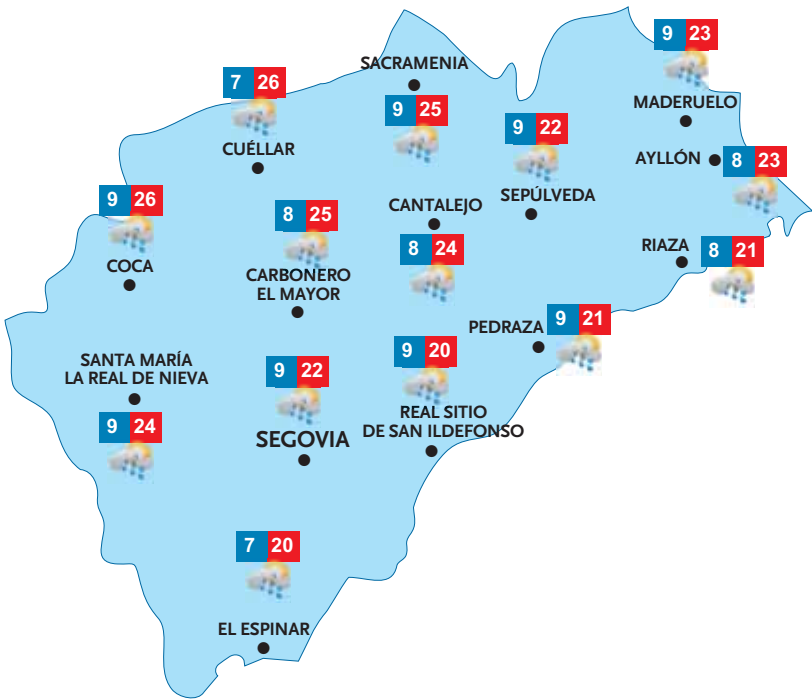 9 23
MADERUELO
SACRAMENIA
9 25
7 26
CUÉLLAR
9 22
SEPÚLVEDA
AYLLÓN
8 23
9 26
COCA
8 25
CARBONERO
EL MAYOR
CANTALEJO
8 24
RIAZA
8 21
PEDRAZA
9 21
SANTA MARÍA
LA REAL DE NIEVA
9 24
9 22
SEGOVIA
9 20
REAL SITIO
DE SAN ILDEFONSO
7 20
EL ESPINAR